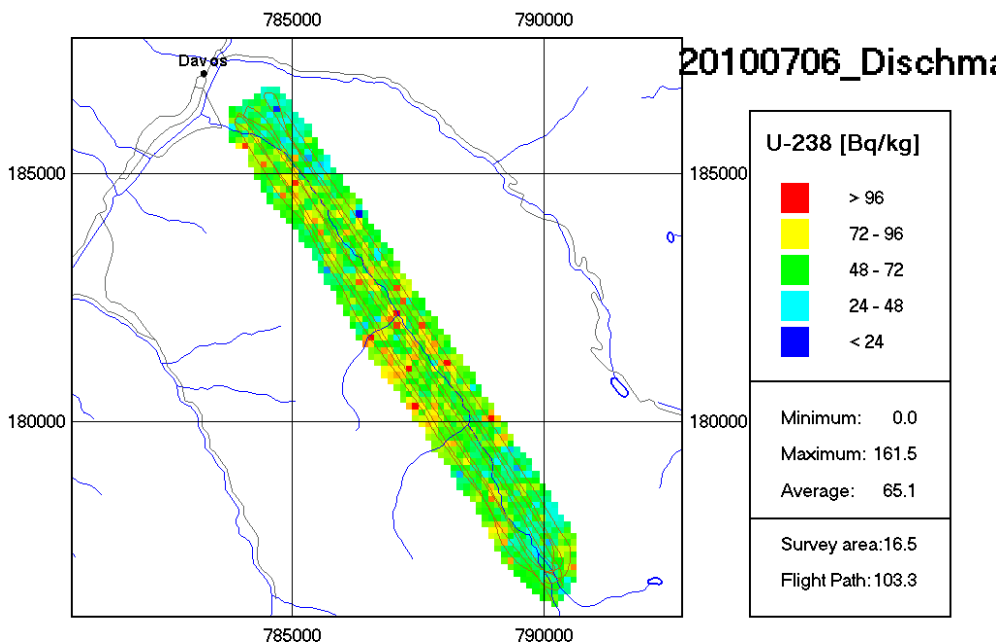 785000 790000
Davos
20100706_Dischma
U-238 [Bq/kg]
185000 185000
> 96
72 - 96
48 - 72
24 - 48
< 24
180000 180000
Minimum: 0.0
Maximum: 161.5
Average: 65.1
Survey area:16.5
Flight Path: 103.3
785000 790000